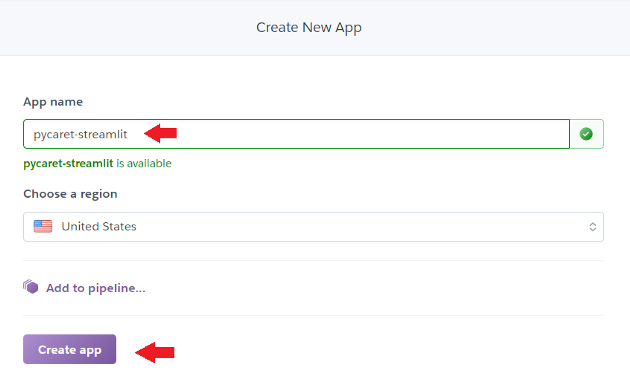 Create New App
App name
pycaret-streamlit
pycaret-streamlit is available
Choose a region
United States
Add to pipeline...
Create app